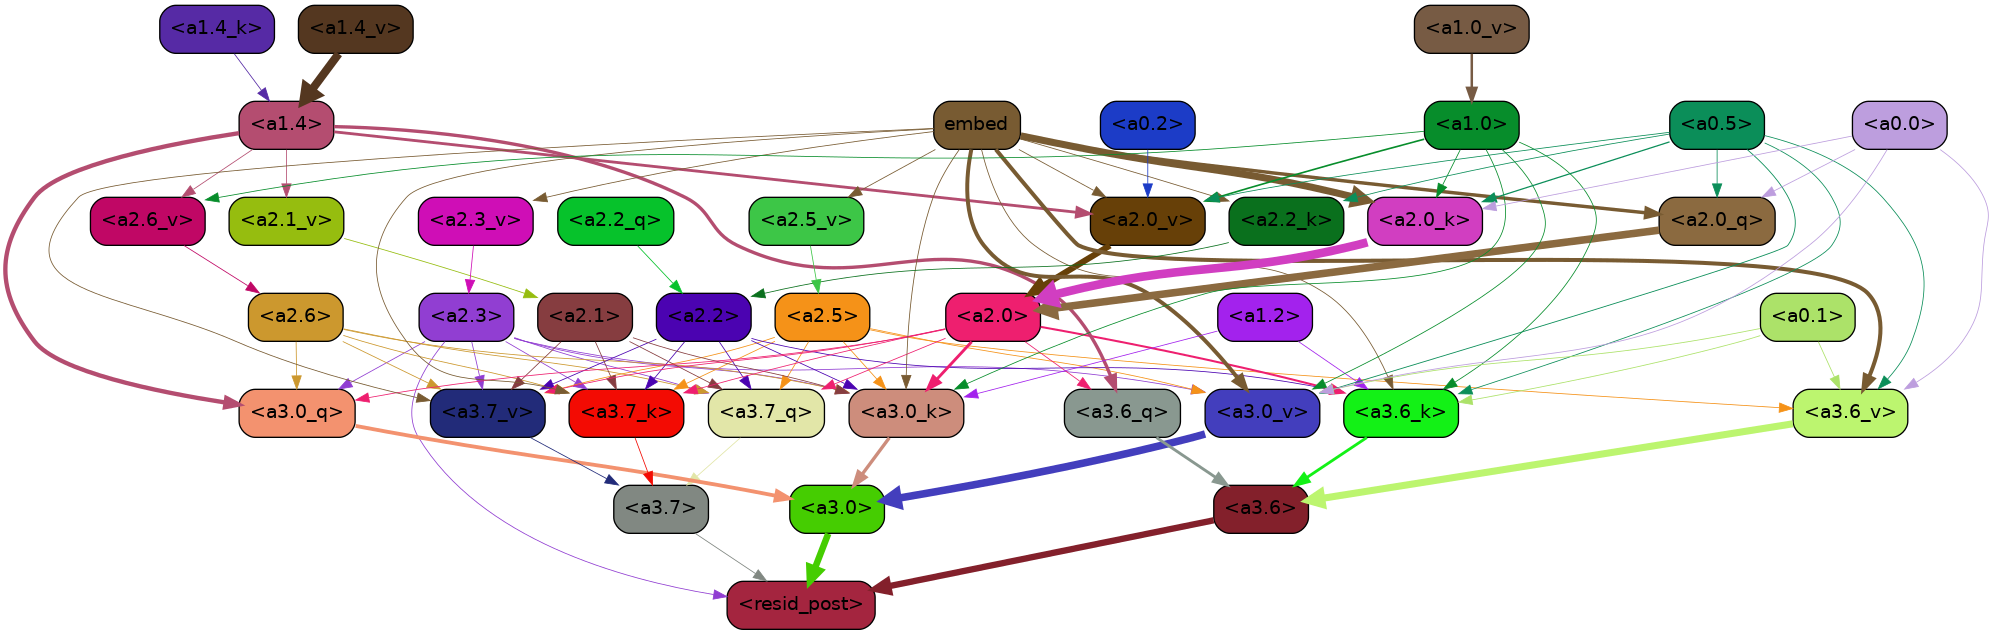 <a1.4_k> <a1.4_v> <a1.0_v>
<a1.4> embed <a0.2> <a1.0> <a0.5> <a0.0>
<a2.6_v> <a2.1_v> <a2.3_v> <a2.2_q> <a2.5_v> <a2.0_v> <a2.2_k> <a2.0_k> <a2.0_q>
<a2.6> <a2.3> <a2.1> <a2.2> <a2.5> <a2.0> <a1.2> <a0.1>
<a3.0_q> <a3.7_v> <a3.7_k> <a3.7_q> <a3.0_k> <a3.6_q> <a3.0_v> <a3.6_k> <a3.6_v>
<a3.7> <a3.0> <a3.6>
<resid_post>